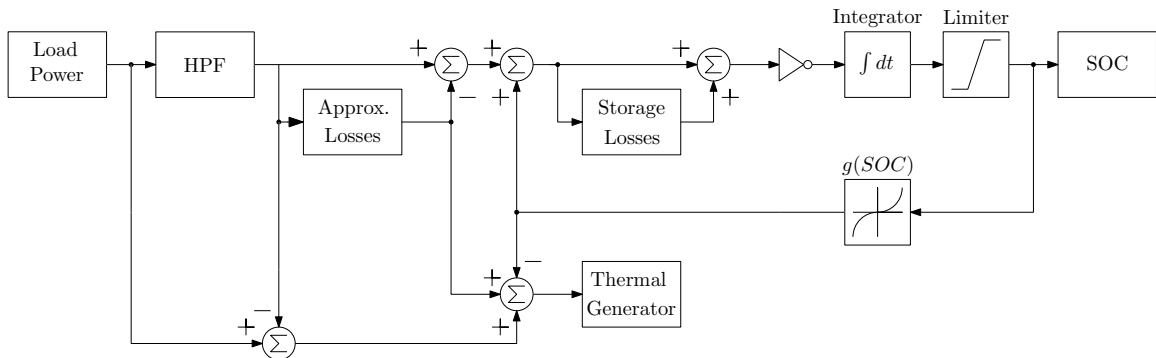 Integrator
Limiter
Load
Power
HPF
+
Σ
−
+
Σ
+
+
Σ
+
∫ dt
SOC
Approx.
Losses
Storage
Losses
g(SOC)
−
+
Σ
+
Thermal
Generator
−
+
Σ